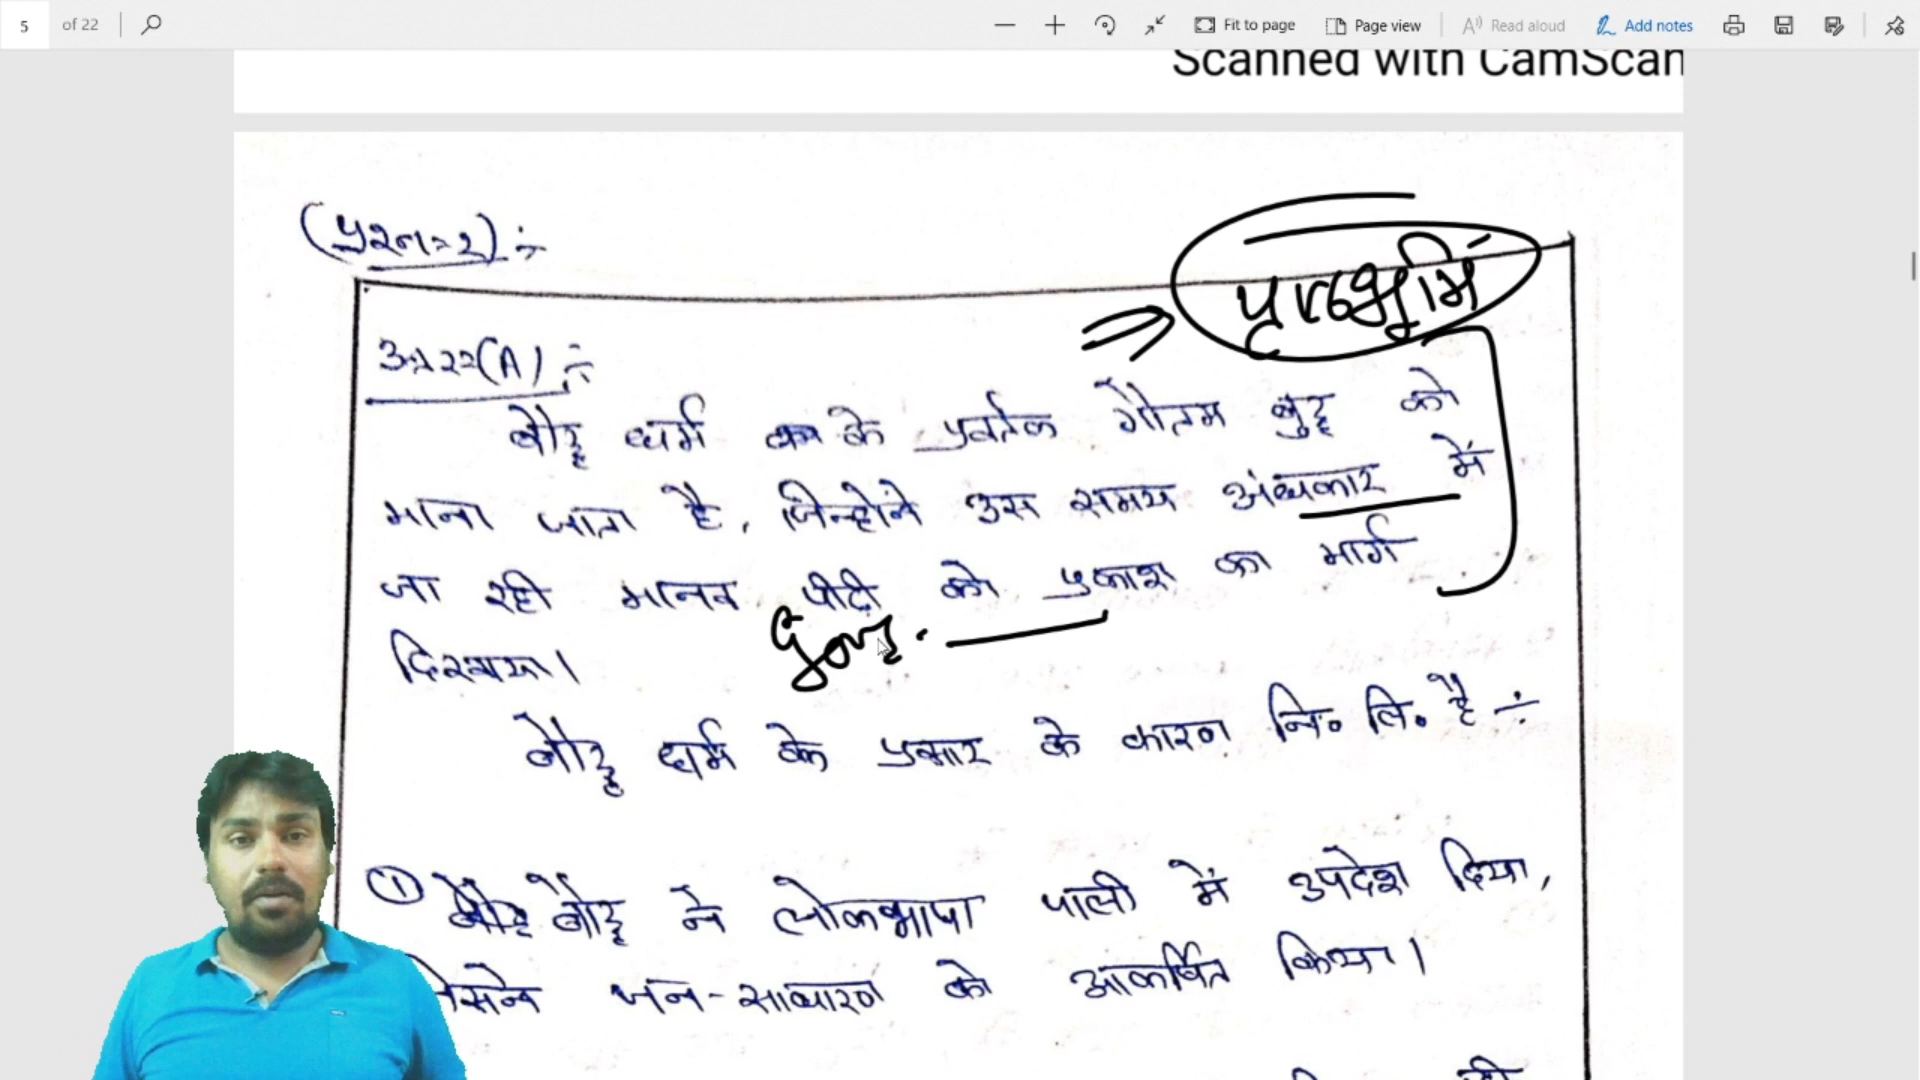 5 of 22 Fit to page Page view Read aloud Add notes
Scanned with CamScan
(प्रश्न=2) ÷
पृष्ठभूमि
उत्तर=(A) ÷
बौद्ध धर्म के प्रवर्तक गौतम बुद्ध को
माना जाता है, जिन्होने उस समय अंधकार में
जा रही मानव पीढ़ी को प्रकाश का मार्ग
दिखाया।
बौद्ध धर्म के प्रसार के कारण नि० लि० है ÷
① बौद्ध ने लोकभाषा पाली में उपदेश दिया,
जन-साधारण को आकर्षित किया।